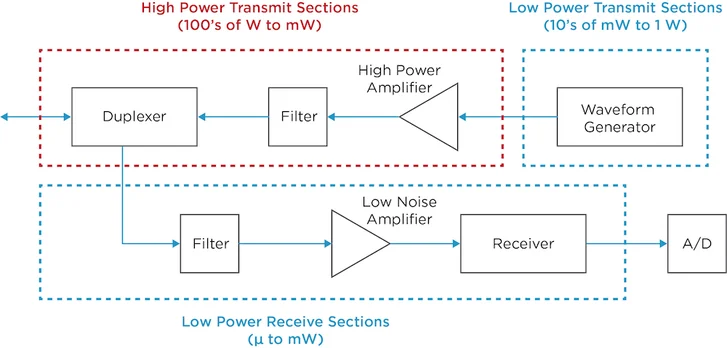 High Power Transmit Sections
(100's of W to mW)
Low Power Transmit Sections
(10's of mW to 1 W)
High Power
Amplifier
Duplexer
Filter
Waveform
Generator
Low Noise
Amplifier
Filter
Receiver
A/D
Low Power Receive Sections
(µ to mW)